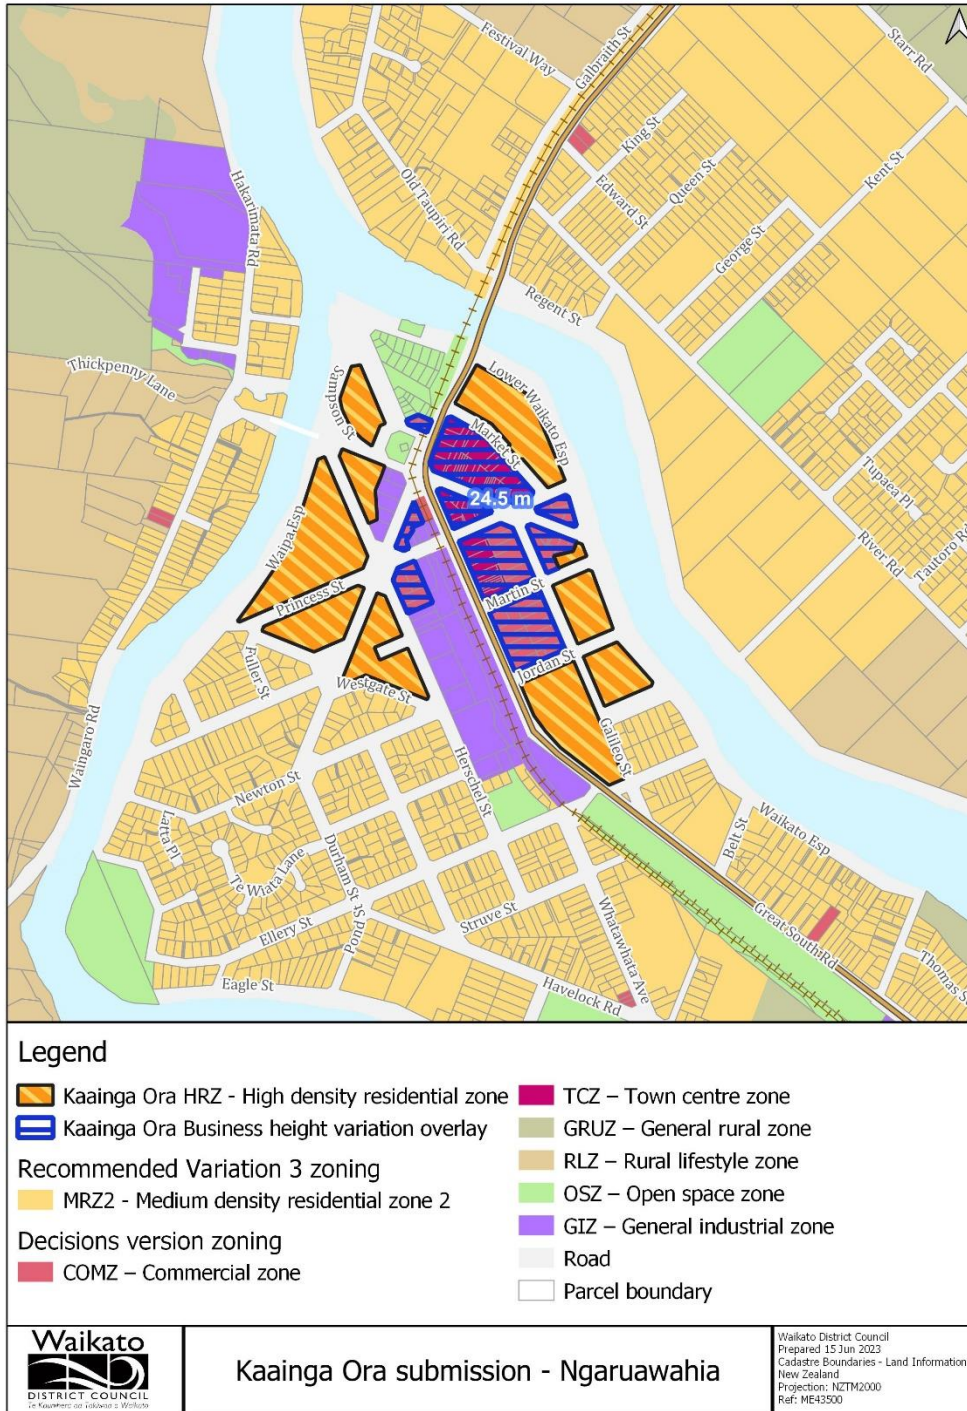 Festival Way
Galbraith St
Starr Rd
King St
Kent St
Hakarimata Rd
Old Taupiri Rd
Edward St
Queen St
George St
Regent St
Thickpenny Lane
Sampson St
Lower Waikato Esp
Market St
24.5 m
Tupaea Pl
Waipa Esp
River Rd
Tautoro Rd
Princess St
Martin St
Fuller St
Jordan St
Westgate St
Galileo St
Waingaro Rd
Newton St
Herschel St
Waikato Esp
Latta Pl
Belt St
Te Wiata Lane
Durham St
Struve St
Whatawhata Ave
Great South Rd
Ellery St
Pond St
Thomas S
Eagle St
Havelock Rd
Legend
Kaainga Ora HRZ - High density residential zone
Kaainga Ora Business height variation overlay
Recommended Variation 3 zoning
MRZ2 - Medium density residential zone 2
Decisions version zoning
COMZ – Commercial zone
TCZ – Town centre zone
GRUZ – General rural zone
RLZ – Rural lifestyle zone
OSZ – Open space zone
GIZ – General industrial zone
Road
Parcel boundary
Waikato
DISTRICT COUNCIL
Te Kaunihera aa Takiwaa o Waikato
Kaainga Ora submission - Ngaruawahia
Waikato District Council
Prepared 15 Jun 2023
Cadastre Boundaries - Land Information
New Zealand
Projection: NZTM2000
Ref: ME43500